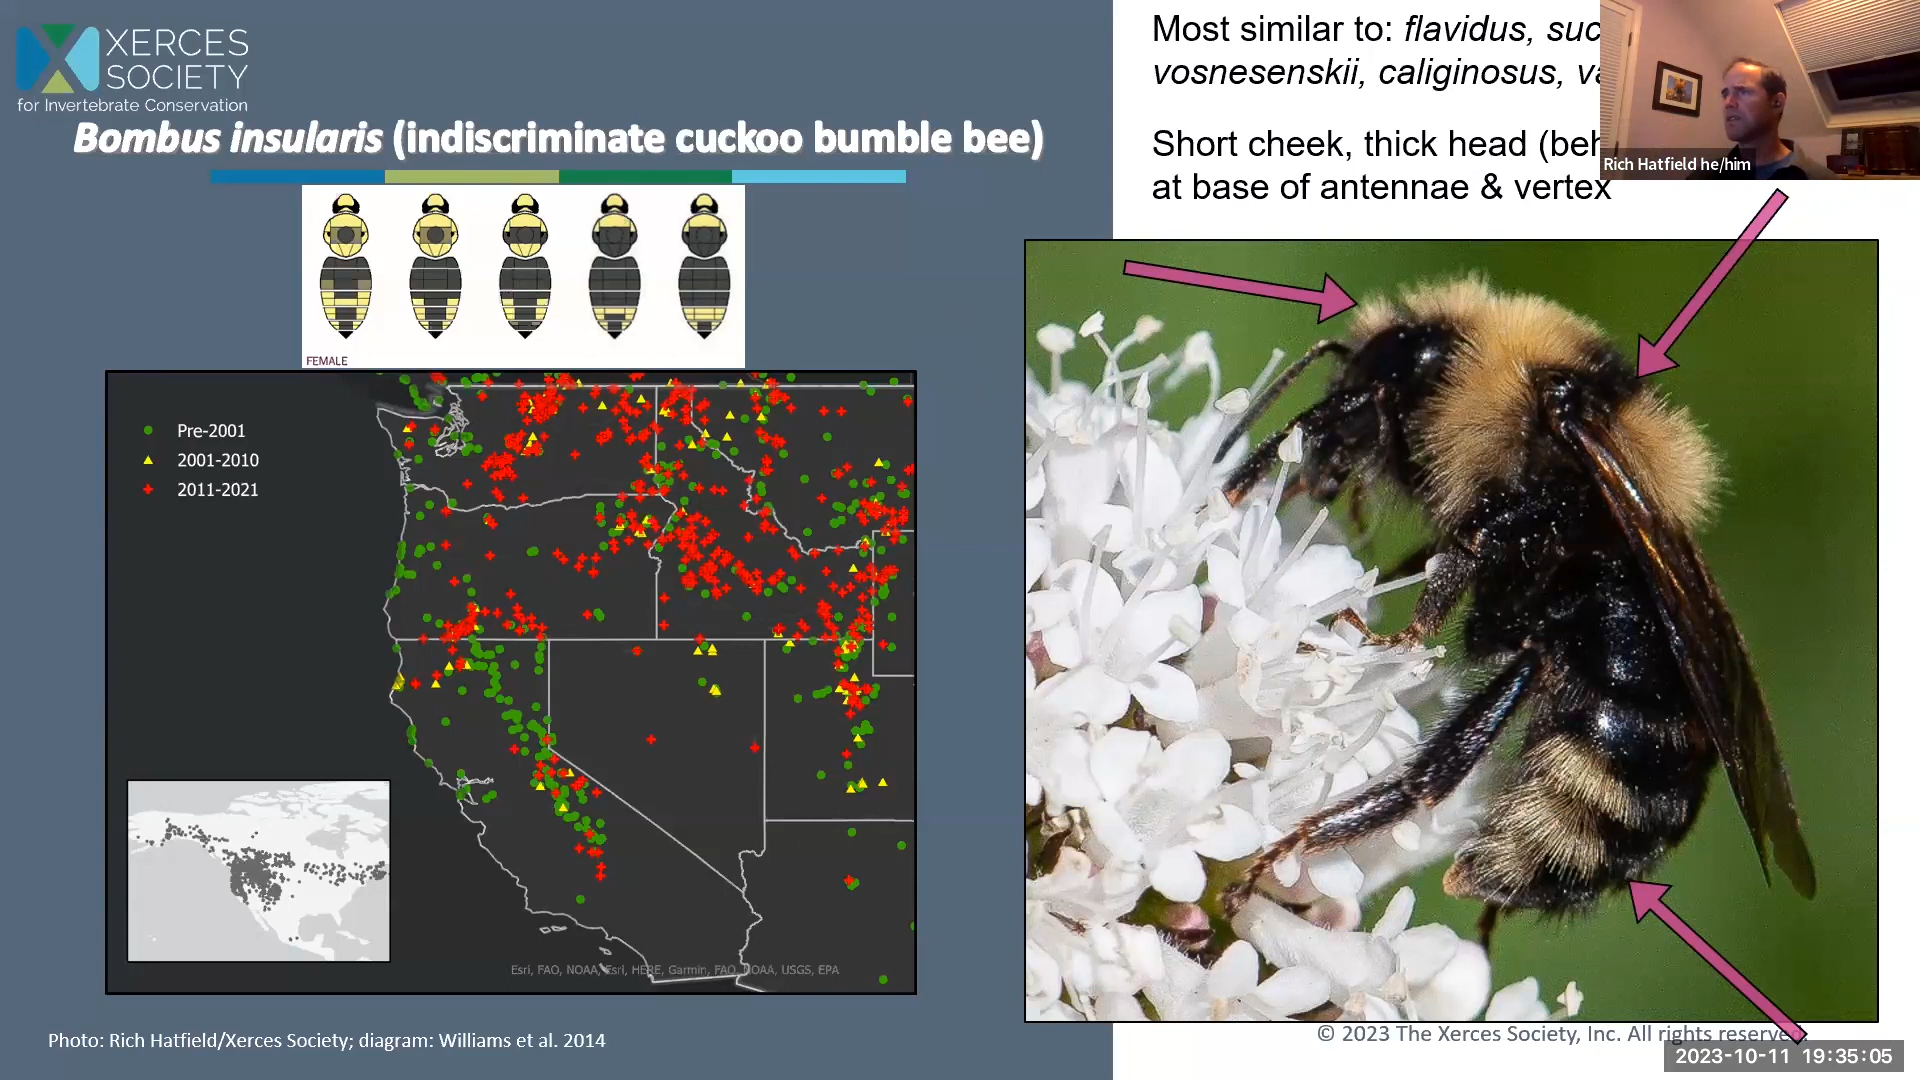 XERCES
SOCIETY
for Invertebrate Conservation
Bombus insularis (indiscriminate cuckoo bumble bee)
FEMALE
Pre-2001
2001-2010
2011-2021
Esri, FAO, NOAA, Esri, HERE, Garmin, FAO, NOAA, USGS, EPA
Photo: Rich Hatfield/Xerces Society; diagram: Williams et al. 2014
Most similar to: flavidus,
vosnesenskii, caliginosus,
Short cheek, thick head
at base of antennae & vertex
Rich Hatfield he/him
© 2023 The Xerces Society, Inc. All rights reserved.
2023-10-11 19:35:05